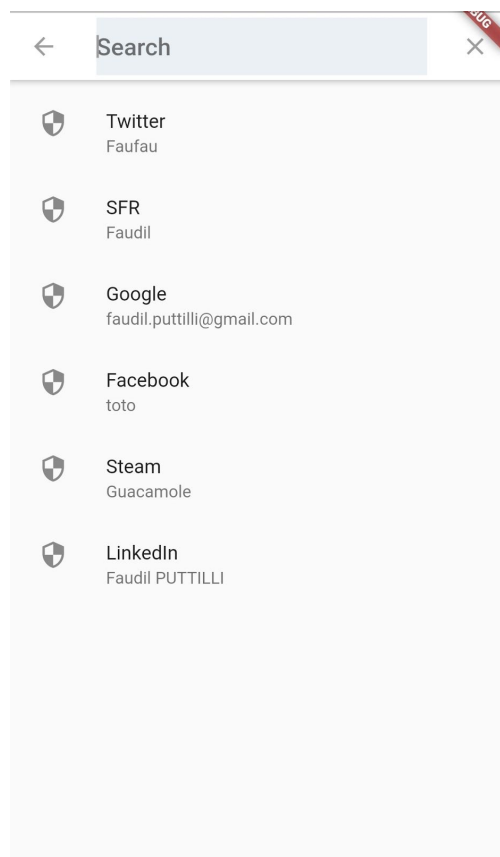 Search
Twitter
Faufau
SFR
Faudil
Google
faudil.puttilli@gmail.com
Facebook
toto
Steam
Guacamole
LinkedIn
Faudil PUTTILLI